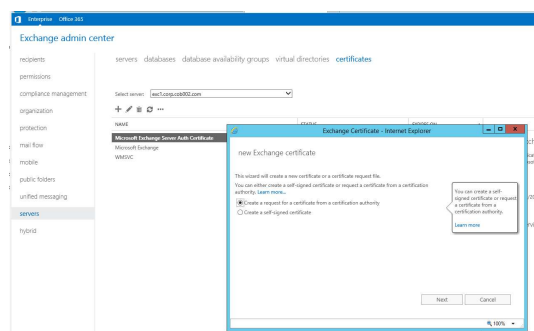 Enterprise Office 365
Exchange admin center
recipients
permissions
compliance management
organization
protection
mail flow
mobile
public folders
unified messaging
servers
hybrid
servers databases database availability groups virtual directories certificates
Select server: exc1.corp.cob002.com
NAME STATUS EXPIRES ON
Microsoft Exchange Server Auth Certificate
Microsoft Exchange
WMSVC
Exchange Certificate - Internet Explorer
new Exchange certificate
This wizard will create a new certificate or a certificate request file.
You can either create a self-signed certificate or request a certificate from a certification
authority. Learn more...
Create a request for a certificate from a certification authority
Create a self-signed certificate
You can create a self-
signed certificate or request
a certificate from a
certification authority.
Learn more
Next Cancel
100%